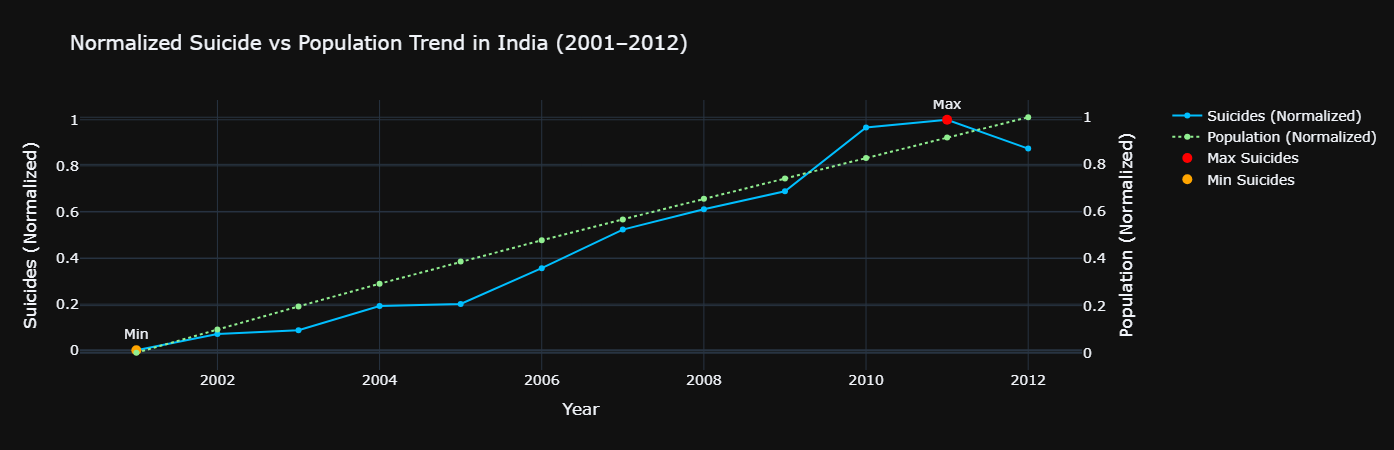 Normalized Suicide vs Population Trend in India (2001–2012)
Suicides (Normalized)
1
0.8
0.6
0.4
0.2
0
Min
Max
2002
2004
2006
2008
2010
2012
Year
1
0.8
0.6
0.4
0.2
0
Population (Normalized)
Suicides (Normalized)
Population (Normalized)
Max Suicides
Min Suicides